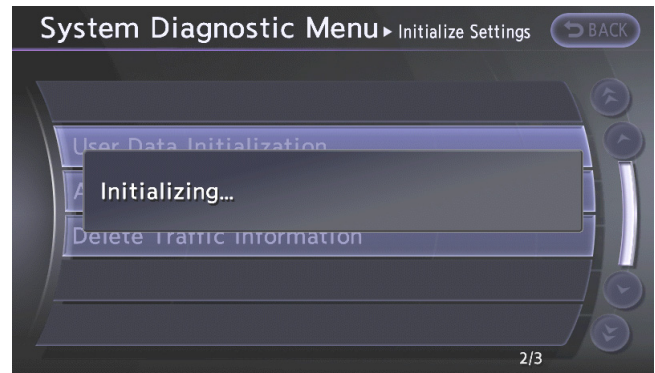 System Diagnostic Menu ▸ Initialize Settings BACK
User Data Initialization
A
Initializing...
Delete Traffic Information
2/3